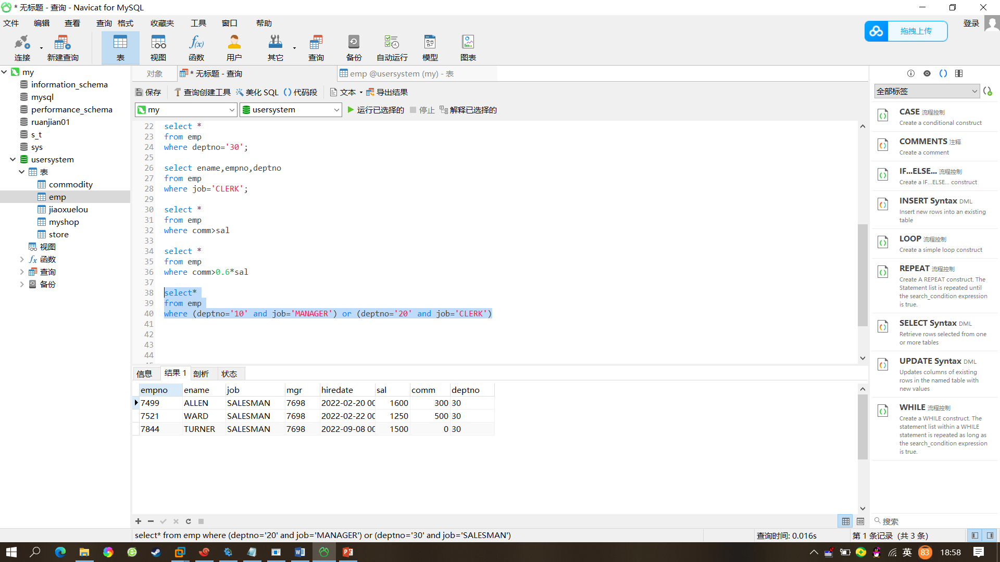 * 无标题 - 查询 - Navicat for MySQL
文件 编辑 查看 查询 格式 收藏夹 工具 窗口 帮助
登录
拖拽上传
连接 新建查询 表 视图 函数 用户 其它 查询 备份 自动运行 模型 图表
my
information_schema
mysql
performance_schema
ruanjian01
s_t
sys
usersystem
表
commodity
emp
jiaoxuelou
myshop
store
视图
函数
查询
备份
对象 * 无标题 - 查询 emp @usersystem (my) - 表
保存 查询创建工具 美化 SQL 代码段 文本 导出结果
my usersystem 运行已选择的 停止 解释已选择的
22 select *
23 from emp
24 where deptno='30';
25
26 select ename,empno,deptno
27 from emp
28 where job='CLERK';
29
30 select *
31 from emp
32 where comm>sal
33
34 select *
35 from emp
36 where comm>0.6*sal
37
38 select*
39 from emp
40 where (deptno='10' and job='MANAGER') or (deptno='20' and job='CLERK')
41
42
43
44
信息 结果 1 剖析 状态
empno ename job mgr hiredate sal comm deptno
7499 ALLEN SALESMAN 7698 2022-02-20 00 1600 300 30
7521 WARD SALESMAN 7698 2022-02-22 00 1250 500 30
7844 TURNER SALESMAN 7698 2022-09-08 00 1500 0 30
select* from emp where (deptno='20' and job='MANAGER') or (deptno='30' and job='SALESMAN')
查询时间: 0.016s
第 1 条记录 (共 3 条)
全部标签
CASE 流程控制
Create a conditional construct
COMMENTS 注释
Create a comment
IF...ELSE... 流程控制
Create a IF...ELSE... construct
INSERT Syntax DML
Insert new rows into an existing
table
LOOP 流程控制
Create a simple loop construct
REPEAT 流程控制
Create A REPEAT construct. The
Statement list is repeated until
the search_condition expression
is true.
SELECT Syntax DML
Retrieve rows selected from one
or more tables
UPDATE Syntax DML
Updates columns of existing
rows in the named table with
new values
WHILE 流程控制
Create a WHILE construct. The
statement list within a WHILE
statement is repeated as long as
the search_condition expression
is true.
搜索
英 83 18:58